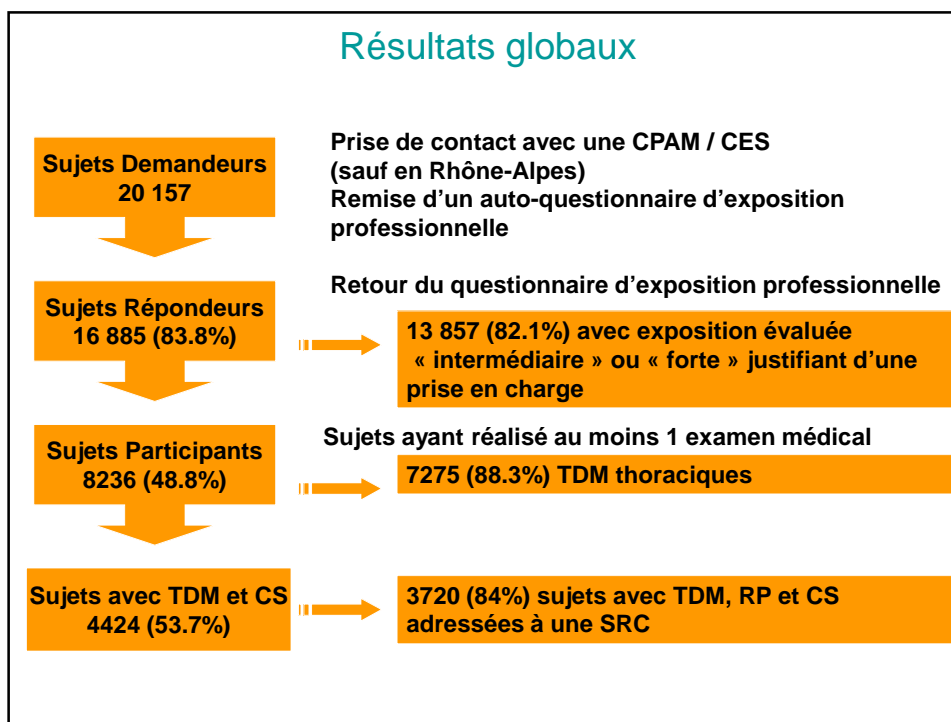 Résultats globaux
Sujets Demandeurs
20 157
Prise de contact avec une CPAM / CES
(sauf en Rhône-Alpes)
Remise d’un auto-questionnaire d’exposition
professionnelle
Retour du questionnaire d’exposition professionnelle
Sujets Répondeurs
16 885 (83.8%)
13 857 (82.1%) avec exposition évaluée
« intermédiaire » ou « forte » justifiant d’une
prise en charge
Sujets ayant réalisé au moins 1 examen médical
Sujets Participants
8236 (48.8%)
7275 (88.3%) TDM thoraciques
Sujets avec TDM et CS
4424 (53.7%)
3720 (84%) sujets avec TDM, RP et CS
adressées à une SRC